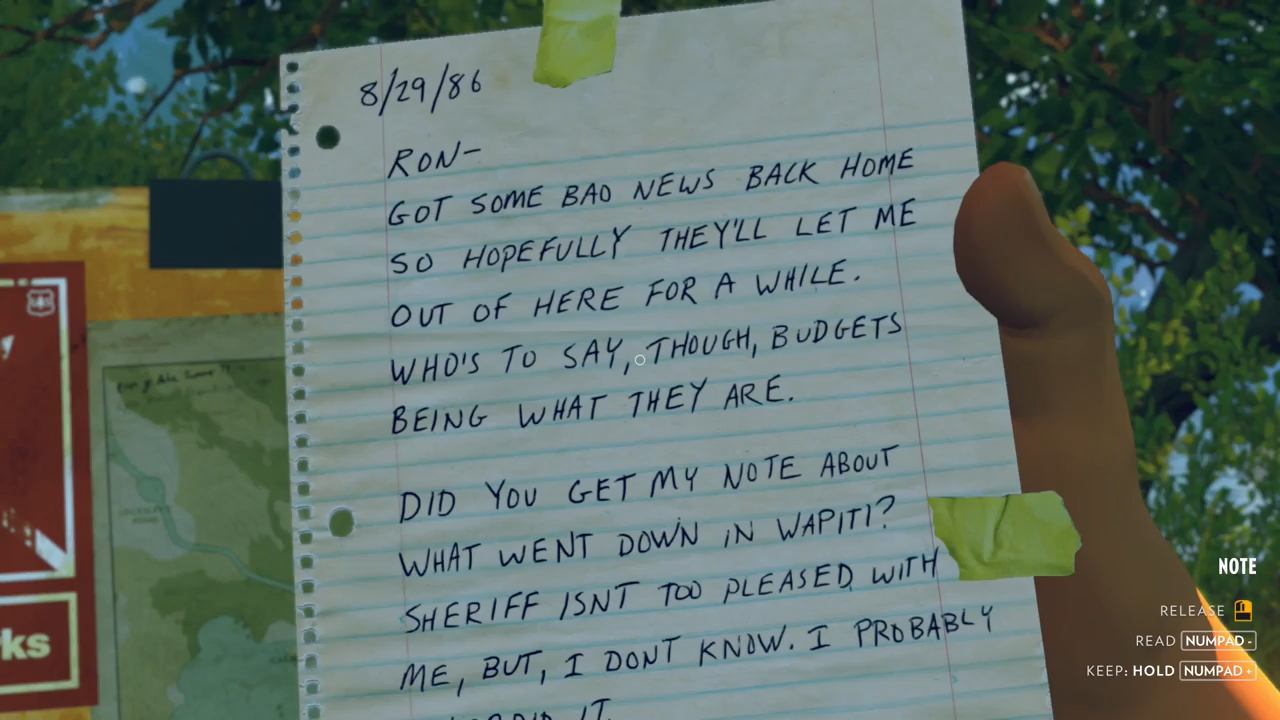 8/29/86
RON-
GOT SOME BAD NEWS BACK HOME
SO HOPEFULLY THEY'LL LET ME
OUT OF HERE FOR A WHILE.
WHO'S TO SAY, THOUGH, BUDGETS
BEING WHAT THEY ARE.
DID YOU GET MY NOTE ABOUT
WHAT WENT DOWN IN WAPITI?
SHERIFF ISNT TOO PLEASED WITH
ME, BUT, I DONT KNOW. I PROBABLY
IT.
ks
NOTE
RELEASE
READ NUMPAD -
KEEP: HOLD NUMPAD +